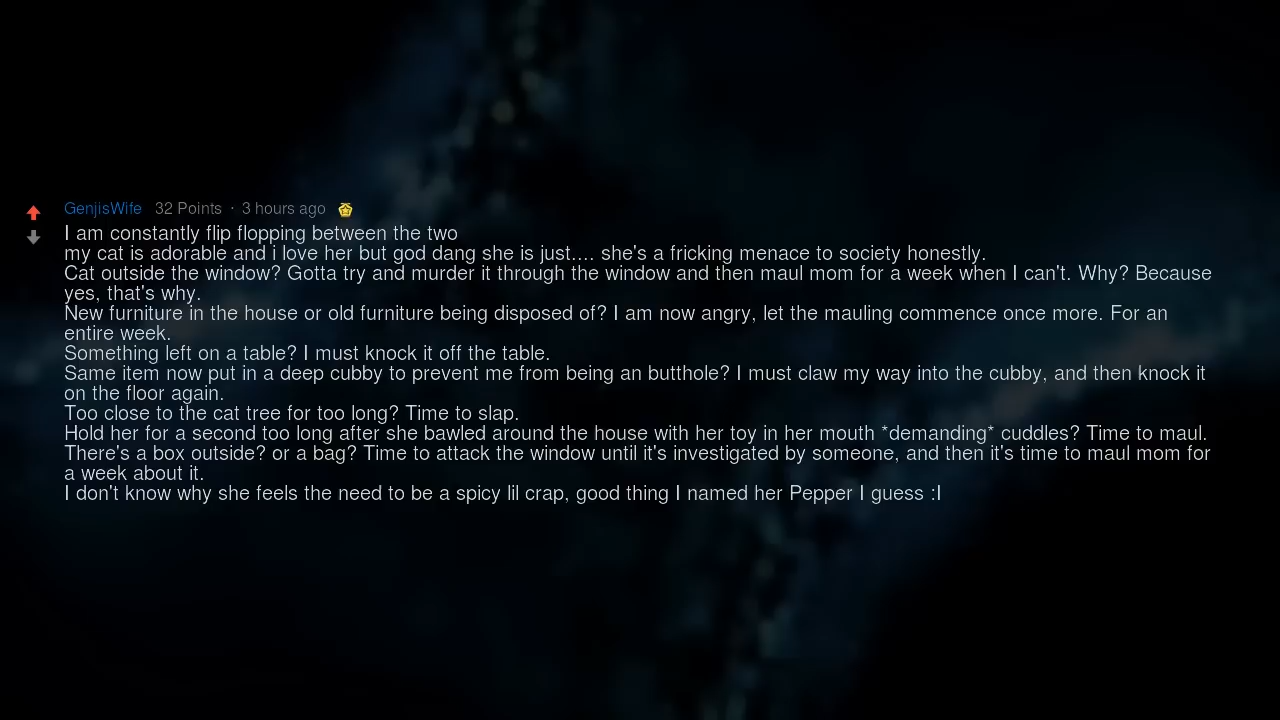 GenjisWife 32 Points · 3 hours ago
I am constantly flip flopping between the two
my cat is adorable and i love her but god dang she is just.... she's a fricking menace to society honestly.
Cat outside the window? Gotta try and murder it through the window and then maul mom for a week when I can't. Why? Because
yes, that's why.
New furniture in the house or old furniture being disposed of? I am now angry, let the mauling commence once more. For an
entire week.
Something left on a table? I must knock it off the table.
Same item now put in a deep cubby to prevent me from being an butthole? I must claw my way into the cubby, and then knock it
on the floor again.
Too close to the cat tree for too long? Time to slap.
Hold her for a second too long after she bawled around the house with her toy in her mouth *demanding* cuddles? Time to maul.
There's a box outside? or a bag? Time to attack the window until it's investigated by someone, and then it's time to maul mom for
a week about it.
I don't know why she feels the need to be a spicy lil crap, good thing I named her Pepper I guess :I